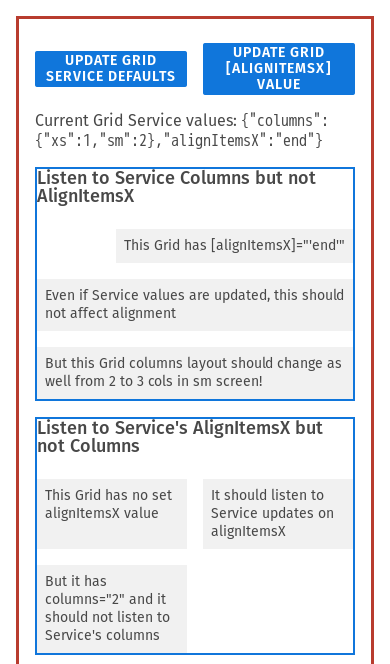 UPDATE GRID
SERVICE DEFAULTS
UPDATE GRID
[ALIGNITEMSX]
VALUE
Current Grid Service values: {"columns":
{"xs":1,"sm":2},"alignItemsX":"end"}
Listen to Service Columns but not
AlignItemsX
This Grid has [alignItemsX]="'end'"
Even if Service values are updated, this should
not affect alignment
But this Grid columns layout should change as
well from 2 to 3 cols in sm screen!
Listen to Service's AlignItemsX but
not Columns
This Grid has no set
alignItemsX value
It should listen to
Service updates on
alignItemsX
But it has
columns="2" and it
should not listen to
Service's columns